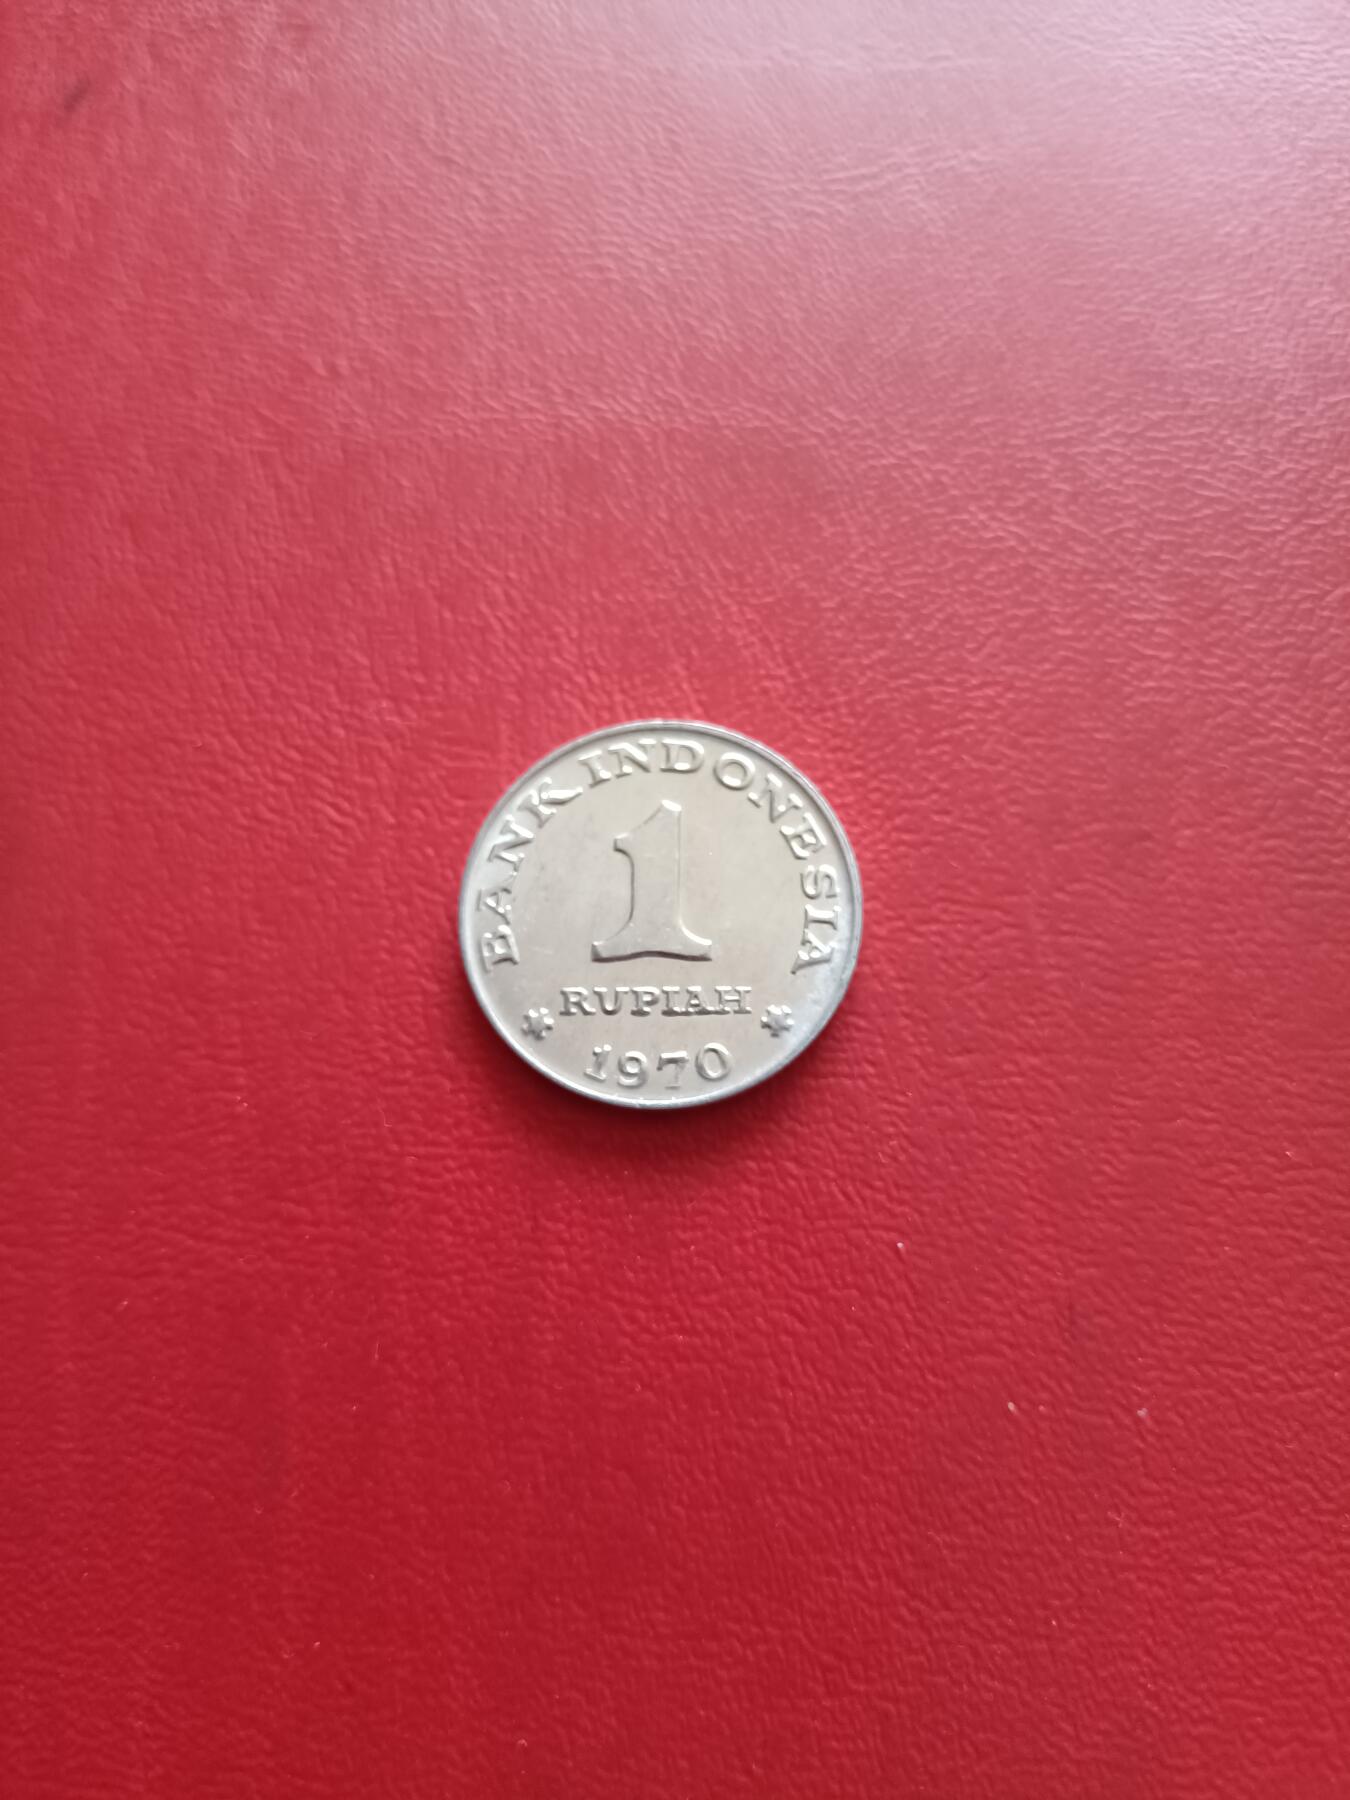 BANK INDONESIA
1
RUPIAH
1970